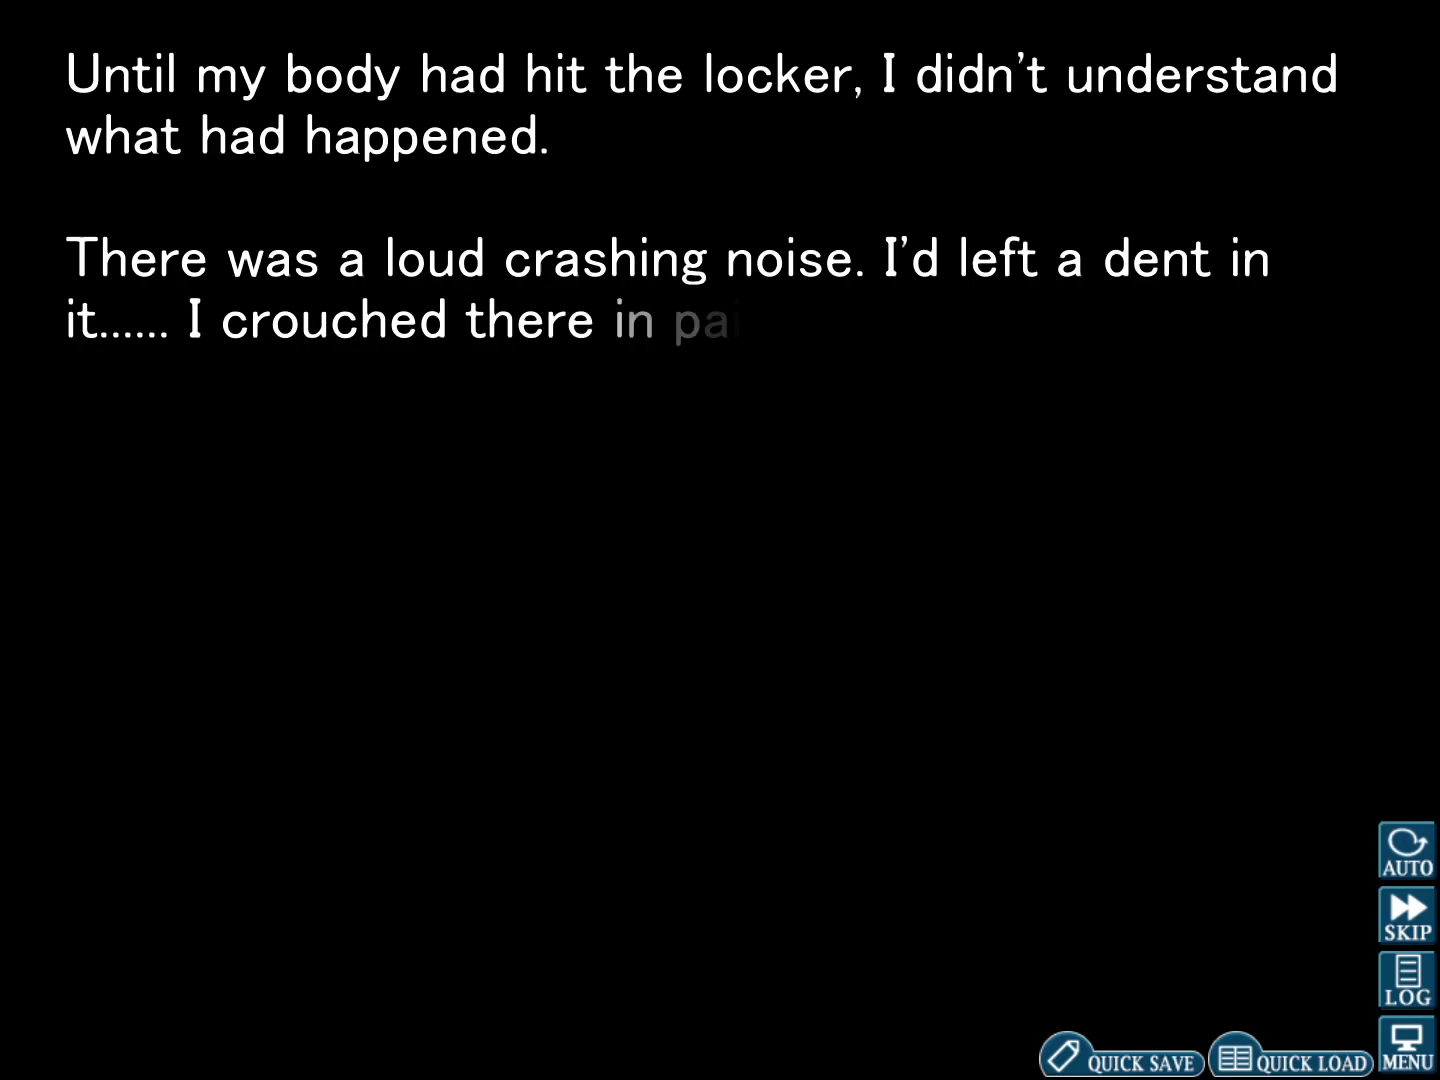 Until my body had hit the locker, I didn't understand
what had happened.
There was a loud crashing noise. I'd left a dent in
it...... I crouched there in pai
AUTO
SKIP
LOG
QUICK SAVE
QUICK LOAD
MENU